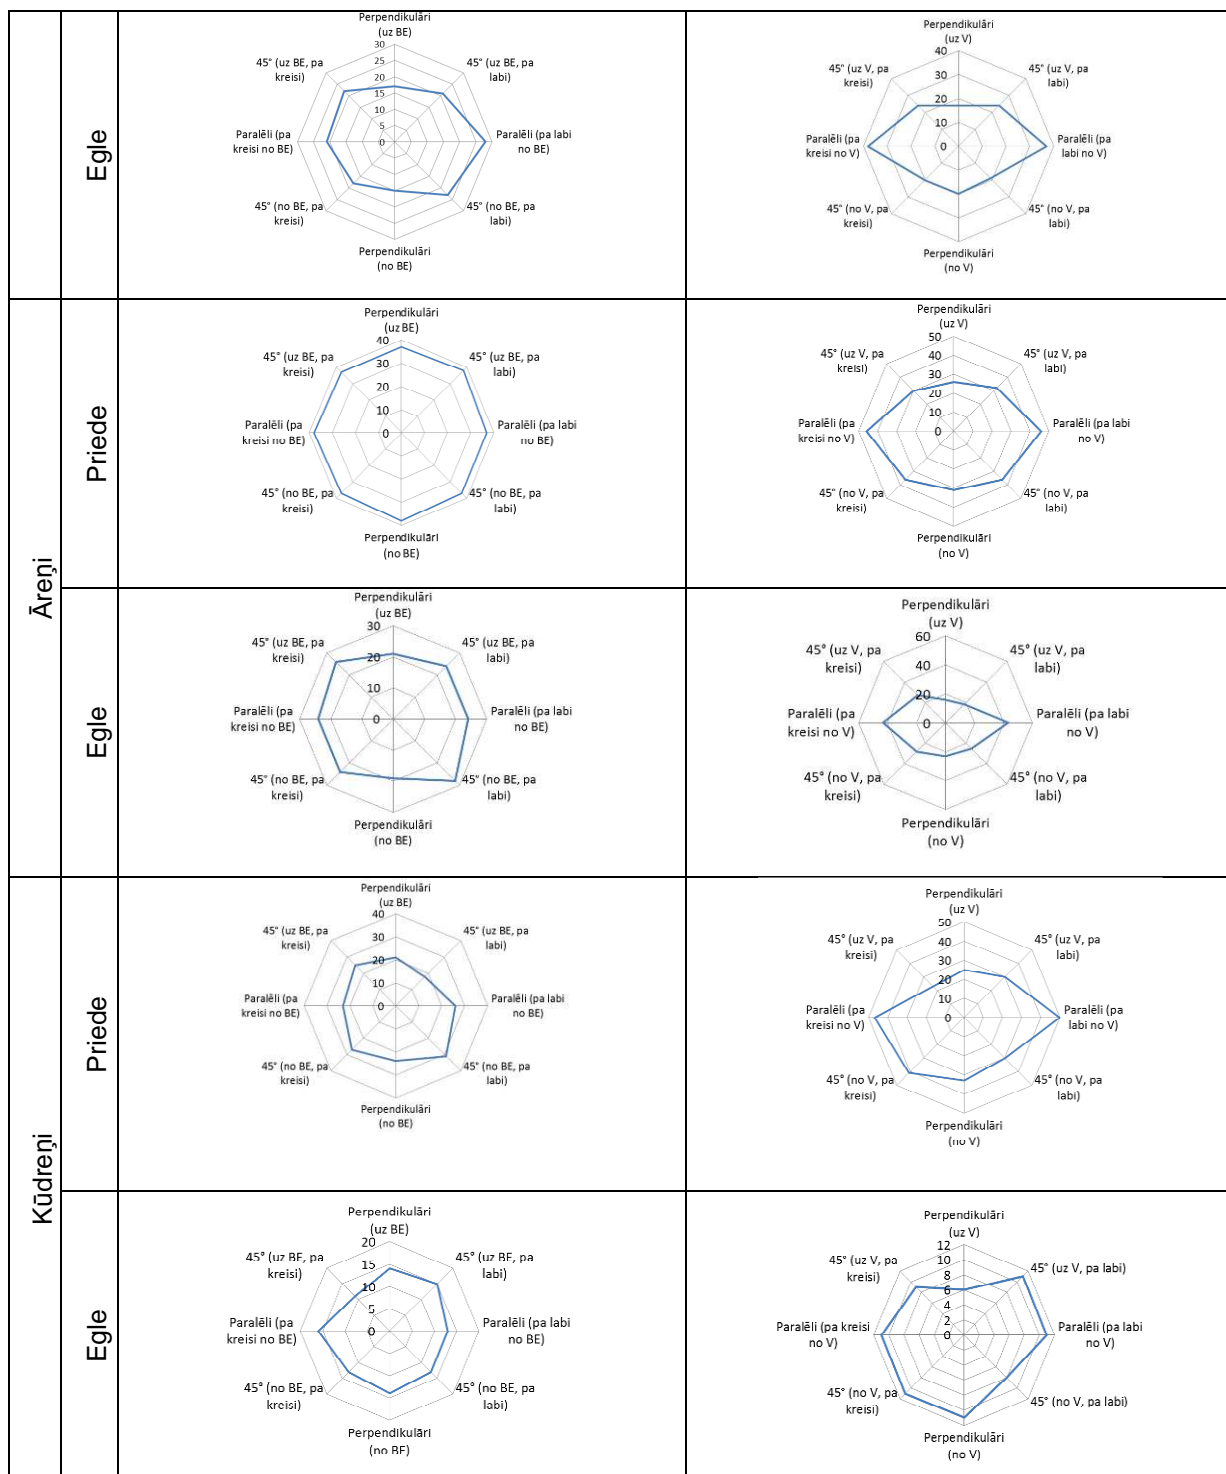 Egle
Perpendikulāri
(uz BE)
30
25
20
15
10
5
0
45° (uz BE, pa
kreisi)
45° (uz BE, pa
labi)
Paralēli (pa
kreisi no BE)
Paralēli (pa labi
no BE)
45° (no BE, pa
kreisi)
45° (no BE, pa
labi)
Perpendikulāri
(no BE)
Perpendikulāri
(uz V)
40
30
20
10
0
45° (uz V, pa
kreisi)
45° (uz V, pa
labi)
Paralēli (pa
kreisi no V)
Paralēli (pa
labi no V)
45° (no V, pa
kreisi)
45° (no V, pa
labi)
Perpendikulāri
(no V)
Āreņi
Priede
Perpendikulāri
(uz BE)
40
30
20
10
0
45° (uz BE, pa
kreisi)
45° (uz BE, pa
labi)
Paralēli (pa
kreisi no BE)
Paralēli (pa labi
no BE)
45° (no BE, pa
kreisi)
45° (no BE, pa
labi)
Perpendikulāri
(no BE)
Perpendikulāri
(uz V)
50
40
30
20
10
0
45° (uz V, pa
kreisi)
45° (uz V, pa
labi)
Paralēli (pa
kreisi no V)
Paralēli (pa labi
no V)
45° (no V, pa
kreisi)
45° (no V, pa
labi)
Perpendikulāri
(no V)
Egle
Perpendikulāri
(uz BE)
30
20
10
0
45° (uz BE, pa
kreisi)
45° (uz BE, pa
labi)
Paralēli (pa
kreisi no BE)
Paralēli (pa labi
no BE)
45° (no BE, pa
kreisi)
45° (no BE, pa
labi)
Perpendikulāri
(no BE)
Perpendikulāri
(uz V)
60
40
20
0
45° (uz V, pa
kreisi)
45° (uz V, pa
labi)
Paralēli (pa
kreisi no V)
Paralēli (pa labi
no V)
45° (no V, pa
kreisi)
45° (no V, pa
labi)
Perpendikulāri
(no V)
Kūdreņi
Priede
Perpendikulāri
(uz BE)
40
30
20
10
0
45° (uz BE, pa
kreisi)
45° (uz BE, pa
labi)
Paralēli (pa
kreisi no BE)
Paralēli (pa labi
no BE)
45° (no BE, pa
kreisi)
45° (no BE, pa
labi)
Perpendikulāri
(no BE)
Perpendikulāri
(uz V)
50
40
30
20
10
0
45° (uz V, pa
kreisi)
45° (uz V, pa
labi)
Paralēli (pa
kreisi no V)
Paralēli (pa
labi no V)
45° (no V, pa
kreisi)
45° (no V, pa
labi)
Perpendikulāri
(no V)
Egle
Perpendikulāri
(uz BE)
20
15
10
5
0
45° (uz BE, pa
kreisi)
45° (uz BE, pa
labi)
Paralēli (pa
kreisi no BE)
Paralēli (pa labi
no BE)
45° (no BE, pa
kreisi)
45° (no BE, pa
labi)
Perpendikulāri
(no BE)
Perpendikulāri
(uz V)
12
10
8
6
4
2
0
45° (uz V, pa
kreisi)
45° (uz V, pa labi)
Paralēli (pa kreisi
no V)
Paralēli (pa labi
no V)
45° (no V, pa
kreisi)
45° (no V, pa labi)
Perpendikulāri
(no V)